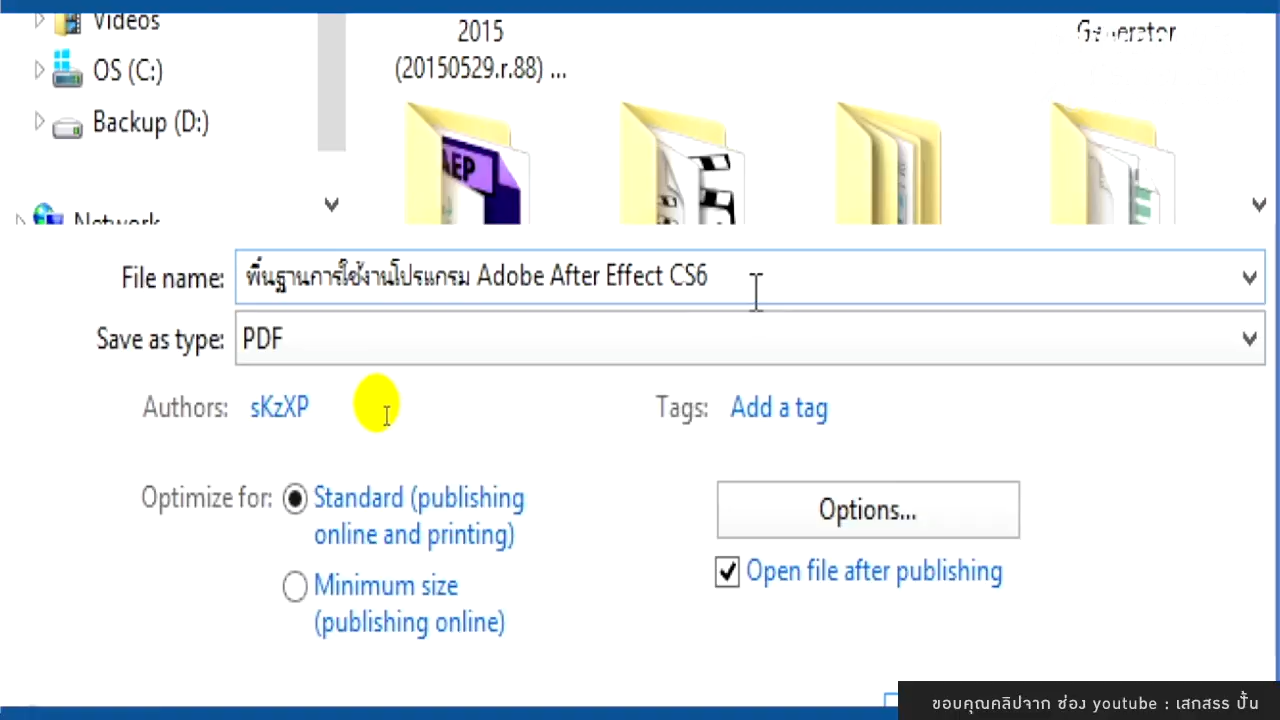 Videos
2015
Generator
OS (C:)
(20150529.r.88) ...
Backup (D:)
AEP
Network
File name: พื้นฐานการใช้งานโปรแกรม Adobe After Effect CS6
Save as type: PDF
Authors: sKzXP
Tags: Add a tag
Optimize for: Standard (publishing
online and printing)
Minimum size
(publishing online)
Options...
Open file after publishing
ขอบคุณคลิปจาก ช่อง youtube : เสกสรร ปั้น